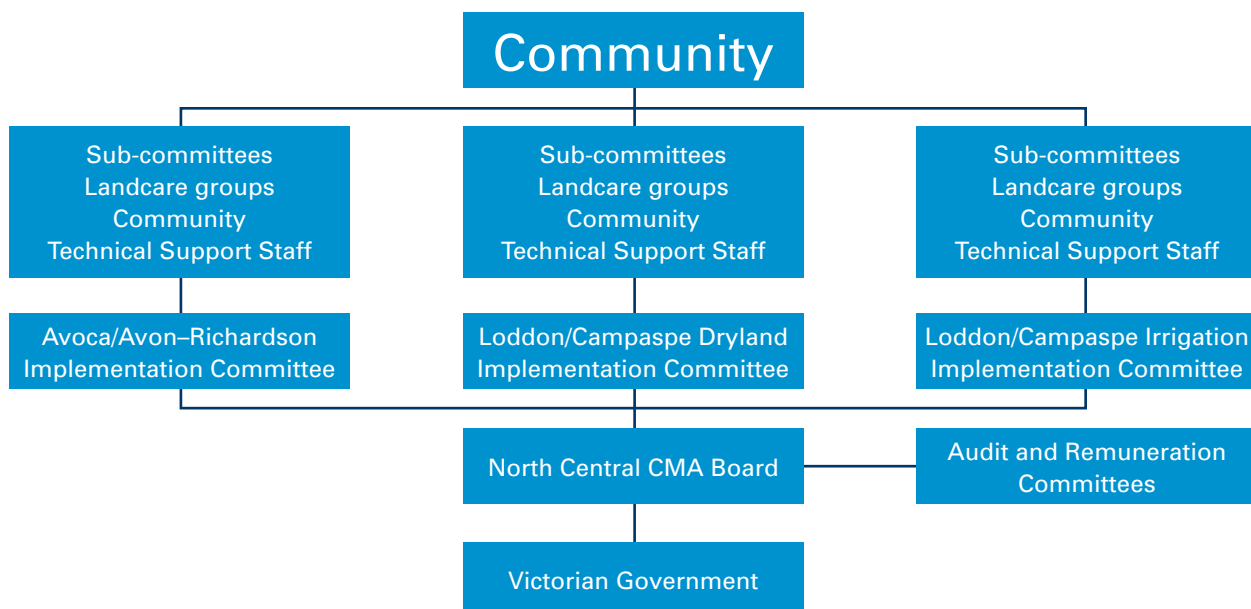 Community
Sub-committees
Landcare groups
Community
Technical Support Staff
Sub-committees
Landcare groups
Community
Technical Support Staff
Sub-committees
Landcare groups
Community
Technical Support Staff
Avoca/Avon–Richardson
Implementation Committee
Loddon/Campaspe Dryland
Implementation Committee
Loddon/Campaspe Irrigation
Implementation Committee
North Central CMA Board
Audit and Remuneration
Committees
Victorian Government